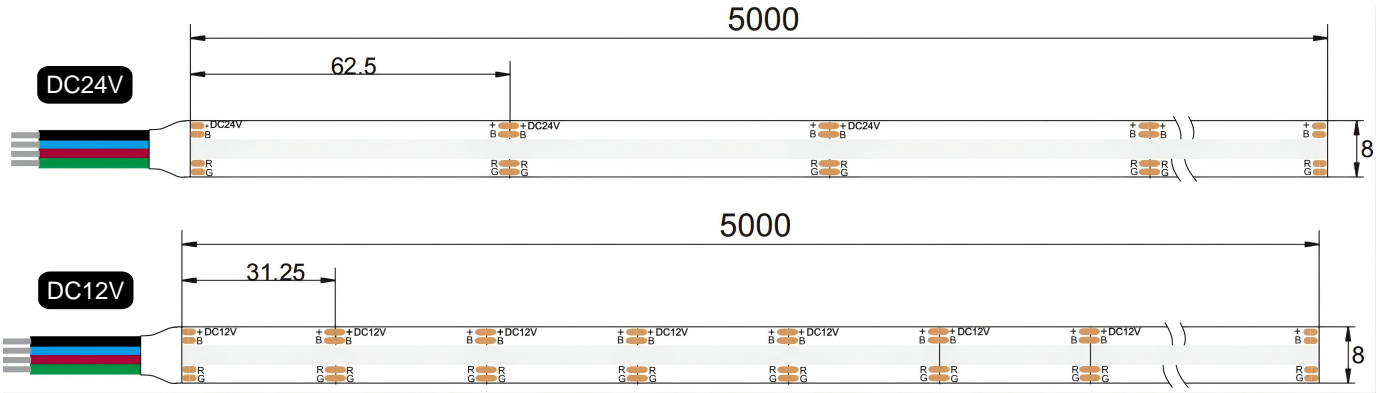 5000
62.5
DC24V
+DC24V + +DC24V + +DC24V + + +
B B B B B B B B
8
R R R R R R R R
G G G G G G G G
5000
31.25
DC12V
+DC12V + +DC12V + +DC12V + +DC12V + +DC12V + +DC12V + +DC12V +
B B B B B B B B B B B B B B
8
R R R R R R R R R R R R R R
G G G G G G G G G G G G G G